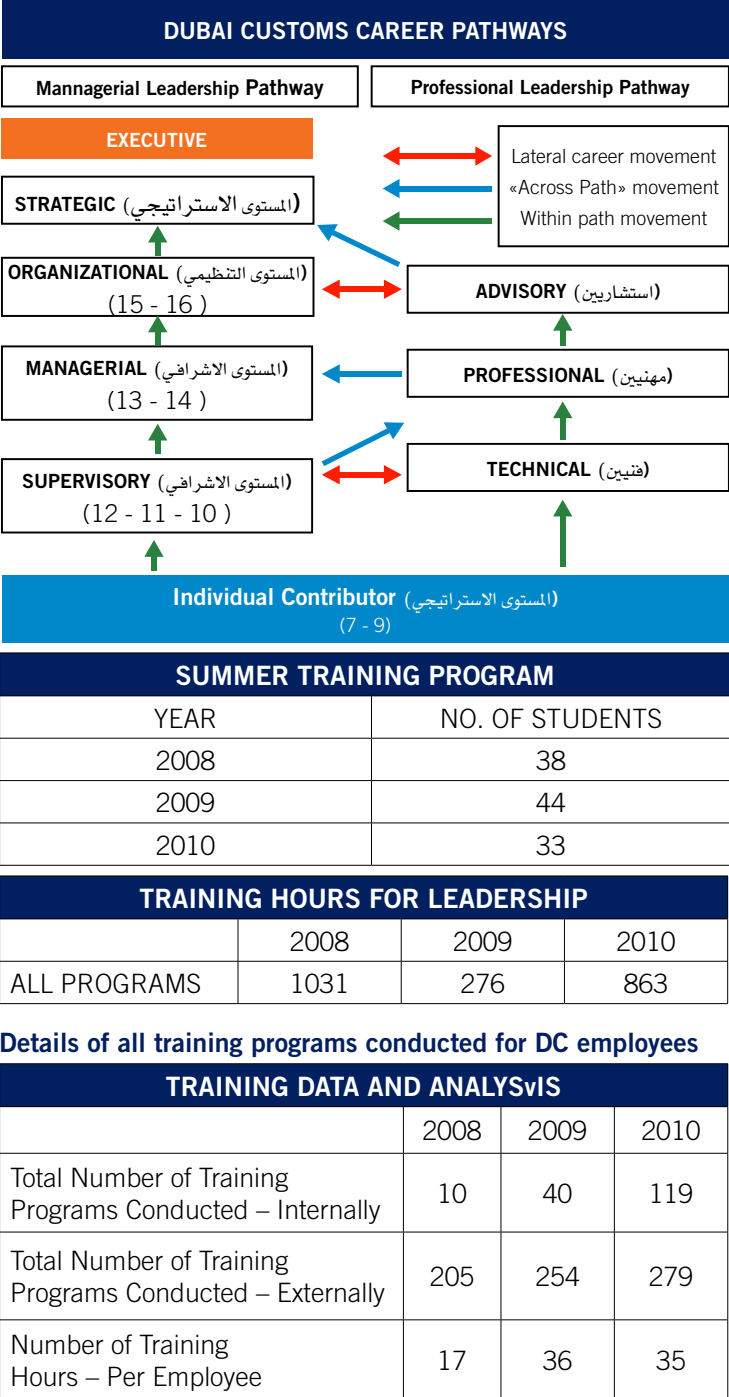 DUBAI CUSTOMS CAREER PATHWAYS
Mannagerial Leadership Pathway
Professional Leadership Pathway
EXECUTIVE
Lateral career movement
«Across Path» movement
Within path movement
STRATEGIC (المستوى الاستراتيجي)
ORGANIZATIONAL (المستوى التنظيمي)
(15 - 16 )
ADVISORY (استشاريين)
MANAGERIAL (المستوى الاشرافي)
(13 - 14 )
PROFESSIONAL (مهنيين)
SUPERVISORY (المستوى الاشرافي)
(12 - 11 - 10 )
TECHNICAL (فنيين)
Individual Contributor (المستوى الاستراتيجي)
(7 - 9)
SUMMER TRAINING PROGRAM
YEAR NO. OF STUDENTS
2008 38
2009 44
2010 33
TRAINING HOURS FOR LEADERSHIP
2008 2009 2010
ALL PROGRAMS 1031 276 863
Details of all training programs conducted for DC employees
TRAINING DATA AND ANALYSvIS
2008 2009 2010
Total Number of Training
Programs Conducted – Internally 10 40 119
Total Number of Training
Programs Conducted – Externally 205 254 279
Number of Training
Hours – Per Employee 17 36 35